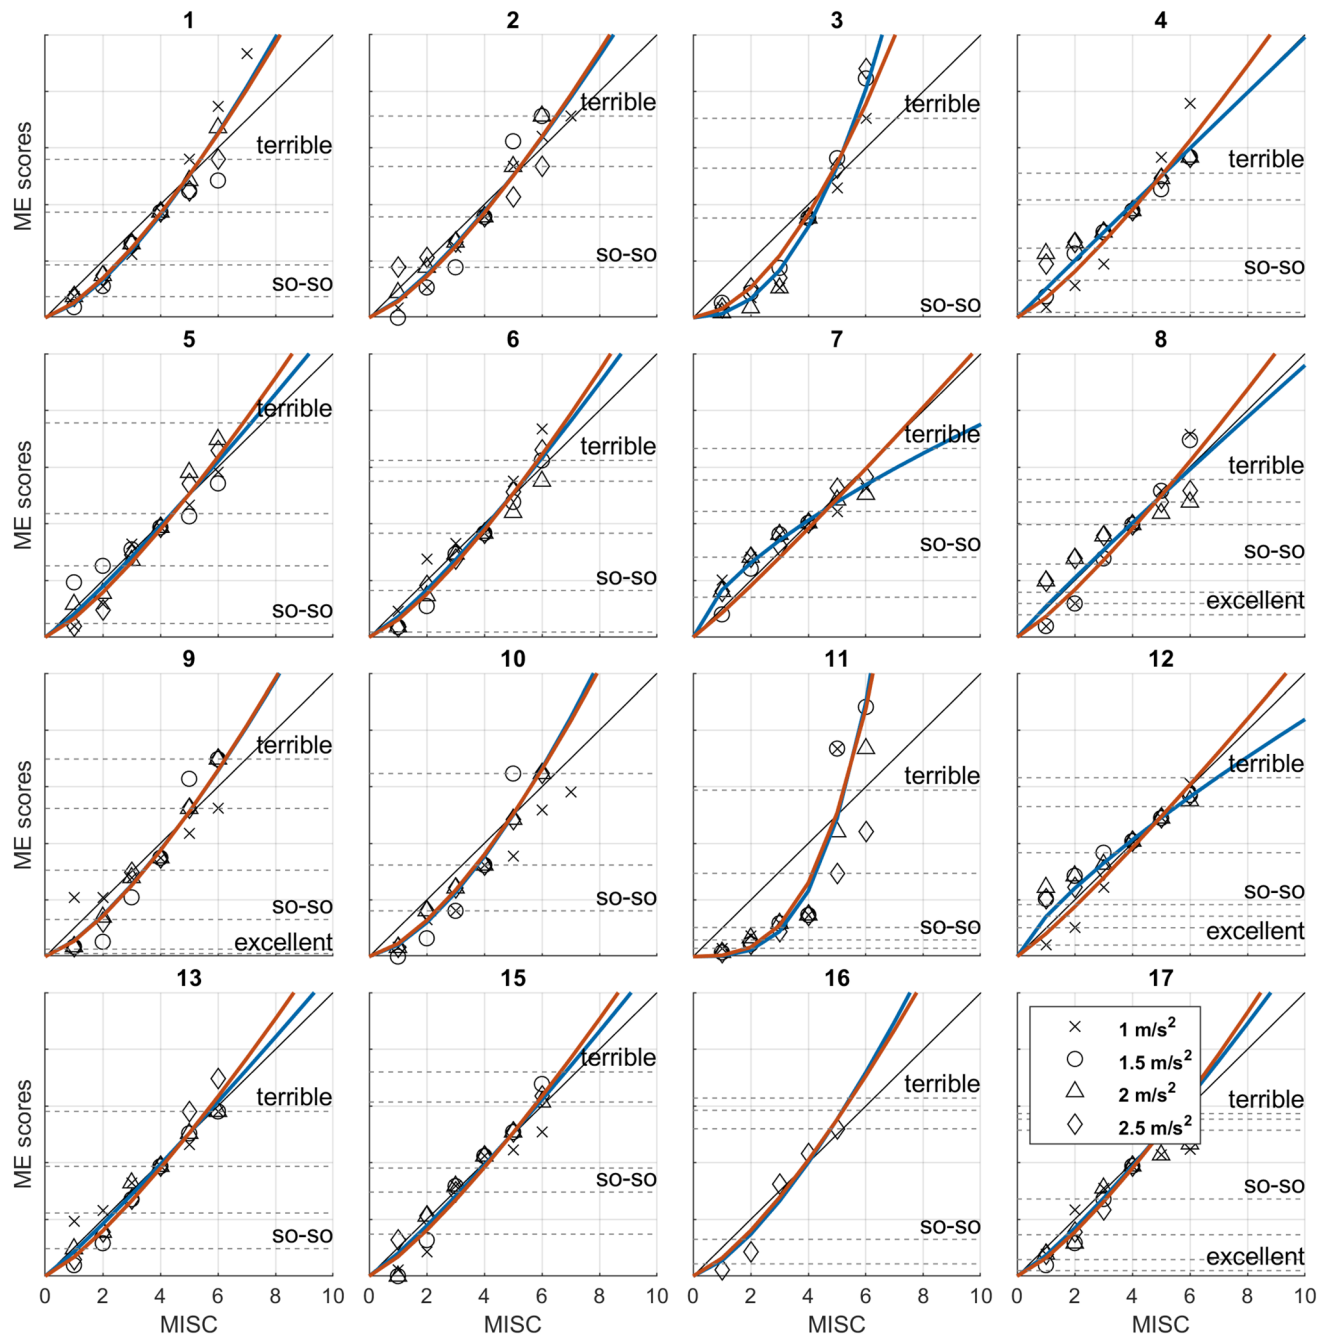 1 2 3 4
ME scores
terrible terrible terrible terrible
so-so so-so so-so so-so
5 6 7 8
ME scores
terrible terrible terrible terrible
so-so so-so so-so so-so
excellent
9 10 11 12
ME scores
terrible terrible terrible
so-so so-so so-so so-so
excellent excellent
13 15 16 17
ME scores
1 m/s²
1.5 m/s²
2 m/s²
2.5 m/s²
terrible terrible terrible terrible
so-so so-so so-so so-so
excellent
0 2 4 6 8 10 0 2 4 6 8 10 0 2 4 6 8 10 0 2 4 6 8 10
MISC MISC MISC MISC